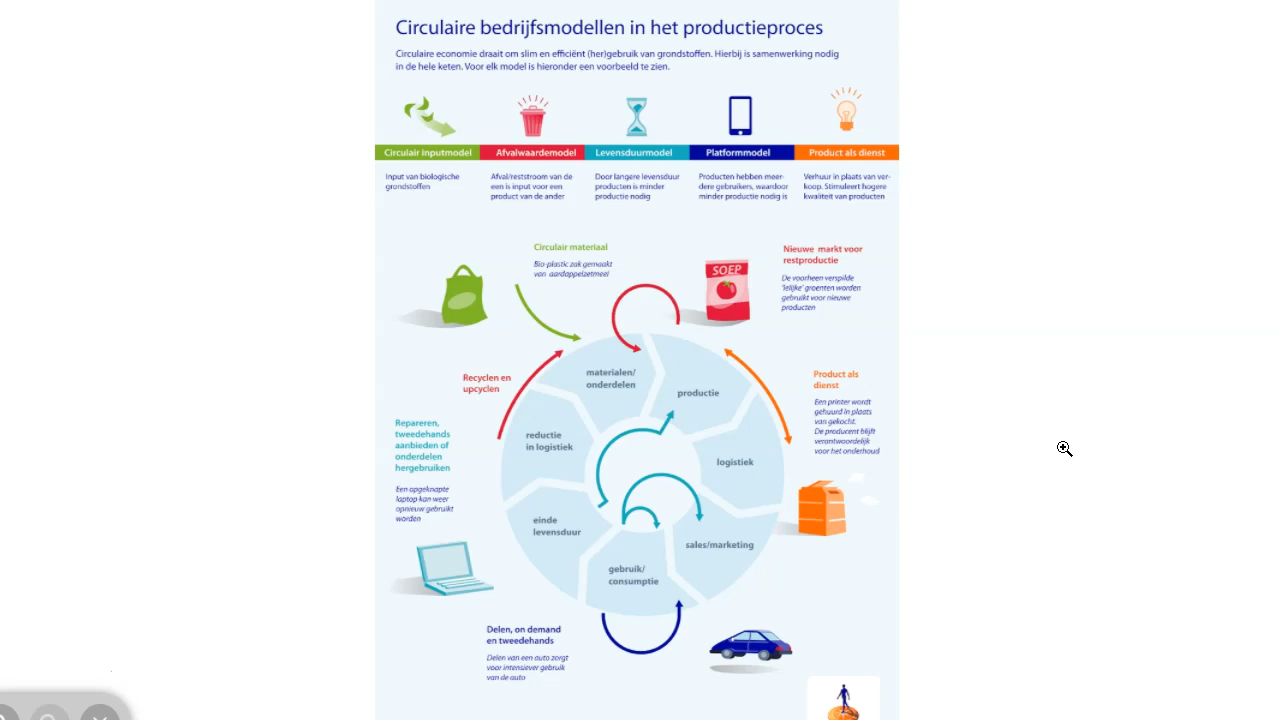 Circulaire bedrijfsmodellen in het productieproces
Circulaire economie draait om slim en efficiënt (her)gebruik van grondstoffen. Hierbij is samenwerking nodig
in de hele keten. Voor elk model is hieronder een voorbeeld te zien.
Circulair inputmodel
Afvalwaardemodel
Levensduurmodel
Platformmodel
Product als dienst
Input van biologische
grondstoffen
Afval/reststroom van de
een is input voor een
product van de ander
Door langere levensduur
producten is minder
productie nodig
Producten hebben meer-
dere gebruikers, waardoor
minder productie nodig is
Verhuur in plaats van ver-
koop. Stimuleert hogere
kwaliteit van producten
Circulair materiaal
Bio-plastic zak gemaakt
van aardappelzetmeel
Nieuwe markt voor
restproductie
De voorheen verspilde
'lelijke' groenten worden
gebruikt voor nieuwe
producten
SOEP
Recyclen en
upcyclen
materialen/
onderdelen
productie
Product als
dienst
Een printer wordt
gehuurd in plaats
van gekocht.
De producent blijft
verantwoordelijk
voor het onderhoud
Repareren,
tweedehands
aanbieden of
onderdelen
hergebruiken
Een opgeknapte
laptop kan weer
opnieuw gebruikt
worden
reductie
in logistiek
logistiek
einde
levensduur
sales/marketing
gebruik/
consumptie
Delen, on demand
en tweedehands
Delen van een auto zorgt
voor intensiever gebruik
van de auto